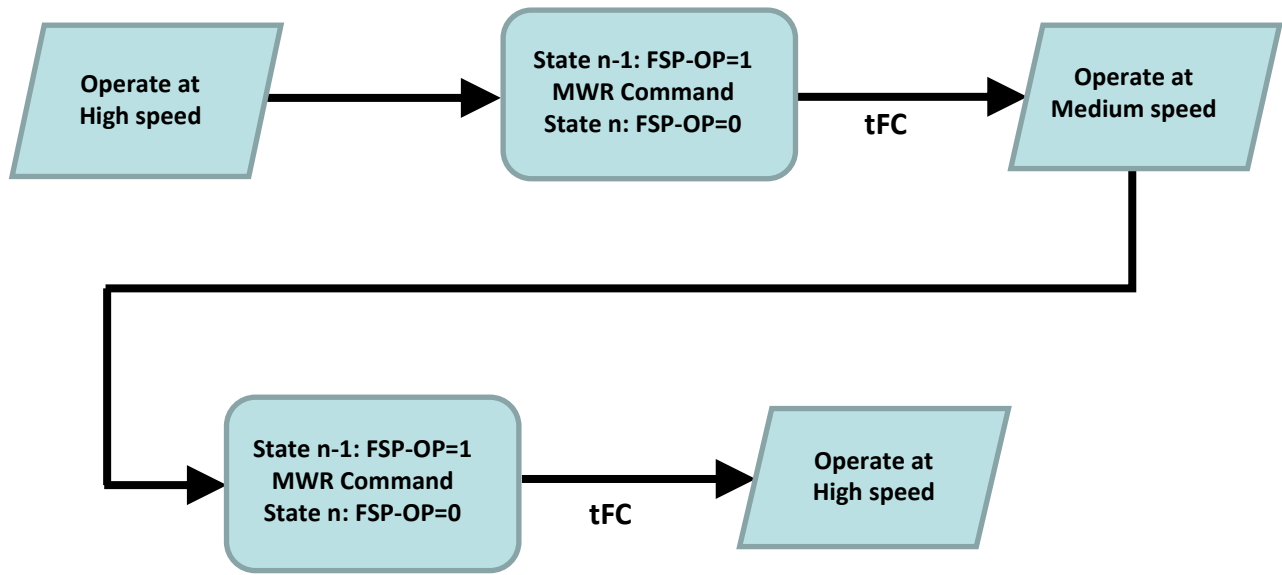 Operate at
High speed
State n-1: FSP-OP=1
MWR Command
State n: FSP-OP=0
tFC
Operate at
Medium speed
State n-1: FSP-OP=1
MWR Command
State n: FSP-OP=0
tFC
Operate at
High speed